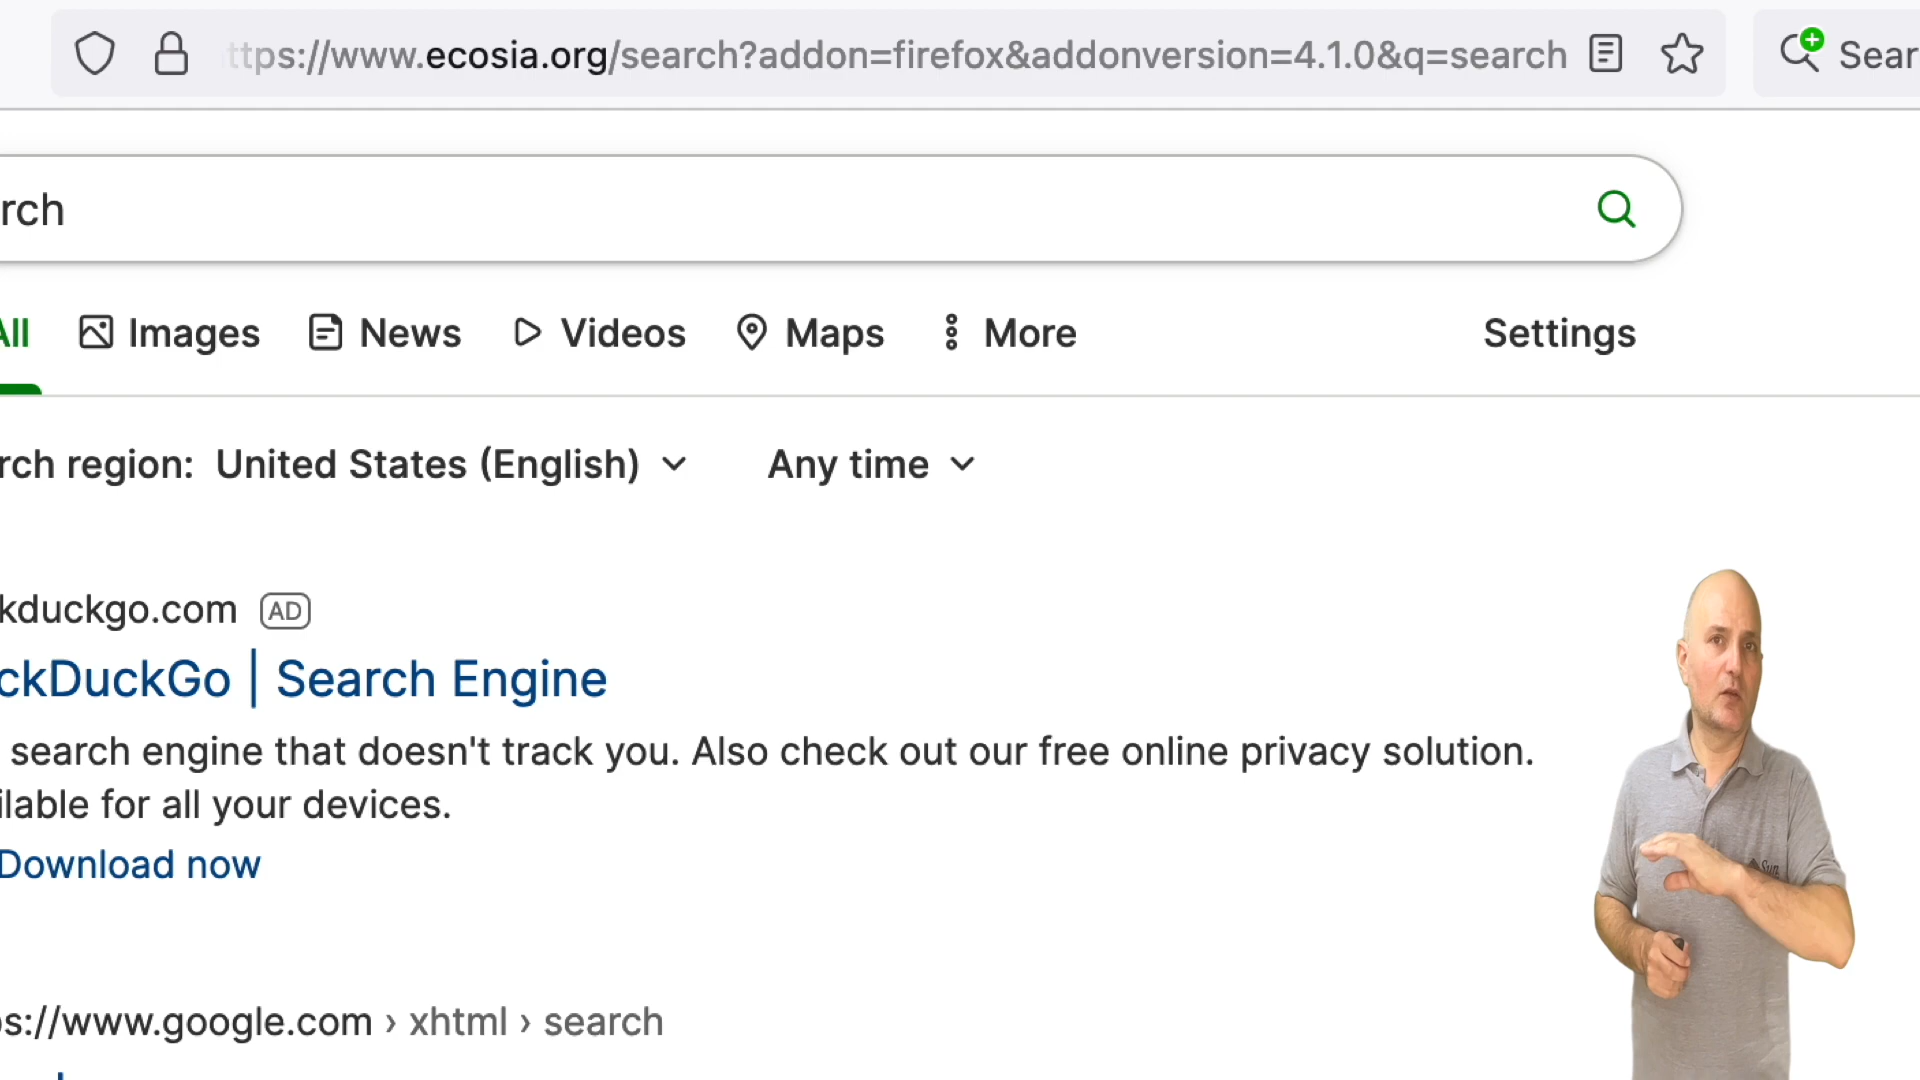 ttps://www.ecosia.org/search?addon=firefox&addonversion=4.1.0&q=search
Sear
rch
All Images News Videos Maps More Settings
rch region: United States (English) Any time
kduckgo.com AD
ckDuckGo | Search Engine
search engine that doesn't track you. Also check out our free online privacy solution.
ilable for all your devices.
Download now
s://www.google.com › xhtml › search
Sun